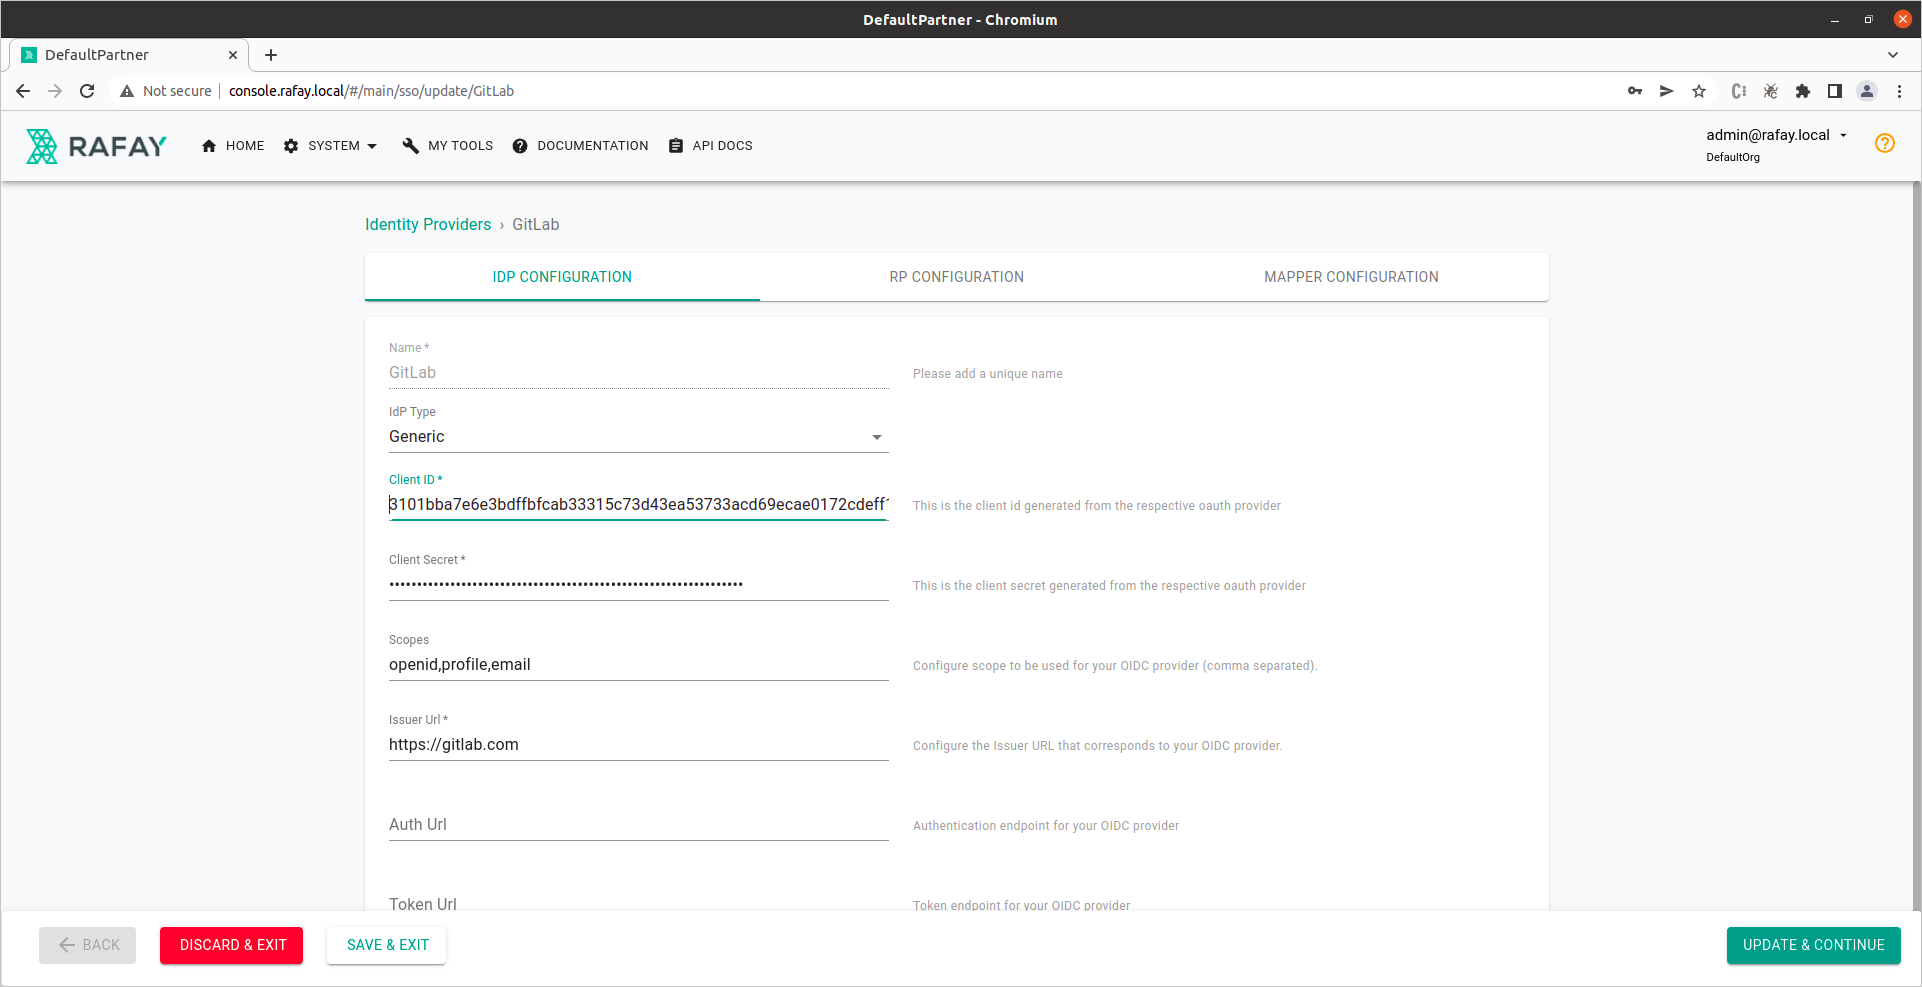 DefaultPartner - Chromium
DefaultPartner
Not secure console.rafay.local/#/main/sso/update/GitLab
RAFAY HOME SYSTEM MY TOOLS DOCUMENTATION API DOCS
admin@rafay.local
DefaultOrg
Identity Providers › GitLab
IDP CONFIGURATION RP CONFIGURATION MAPPER CONFIGURATION
Name *
GitLab Please add a unique name
IdP Type
Generic
Client ID *
3101bba7e6e3bdffbfcab33315c73d43ea53733acd69ecae0172cdeff1 This is the client id generated from the respective oauth provider
Client Secret *
This is the client secret generated from the respective oauth provider
Scopes
openid,profile,email Configure scope to be used for your OIDC provider (comma separated).
Issuer Url *
https://gitlab.com Configure the Issuer URL that corresponds to your OIDC provider.
Auth Url Authentication endpoint for your OIDC provider
Token Url Token endpoint for your OIDC provider
BACK DISCARD & EXIT SAVE & EXIT UPDATE & CONTINUE